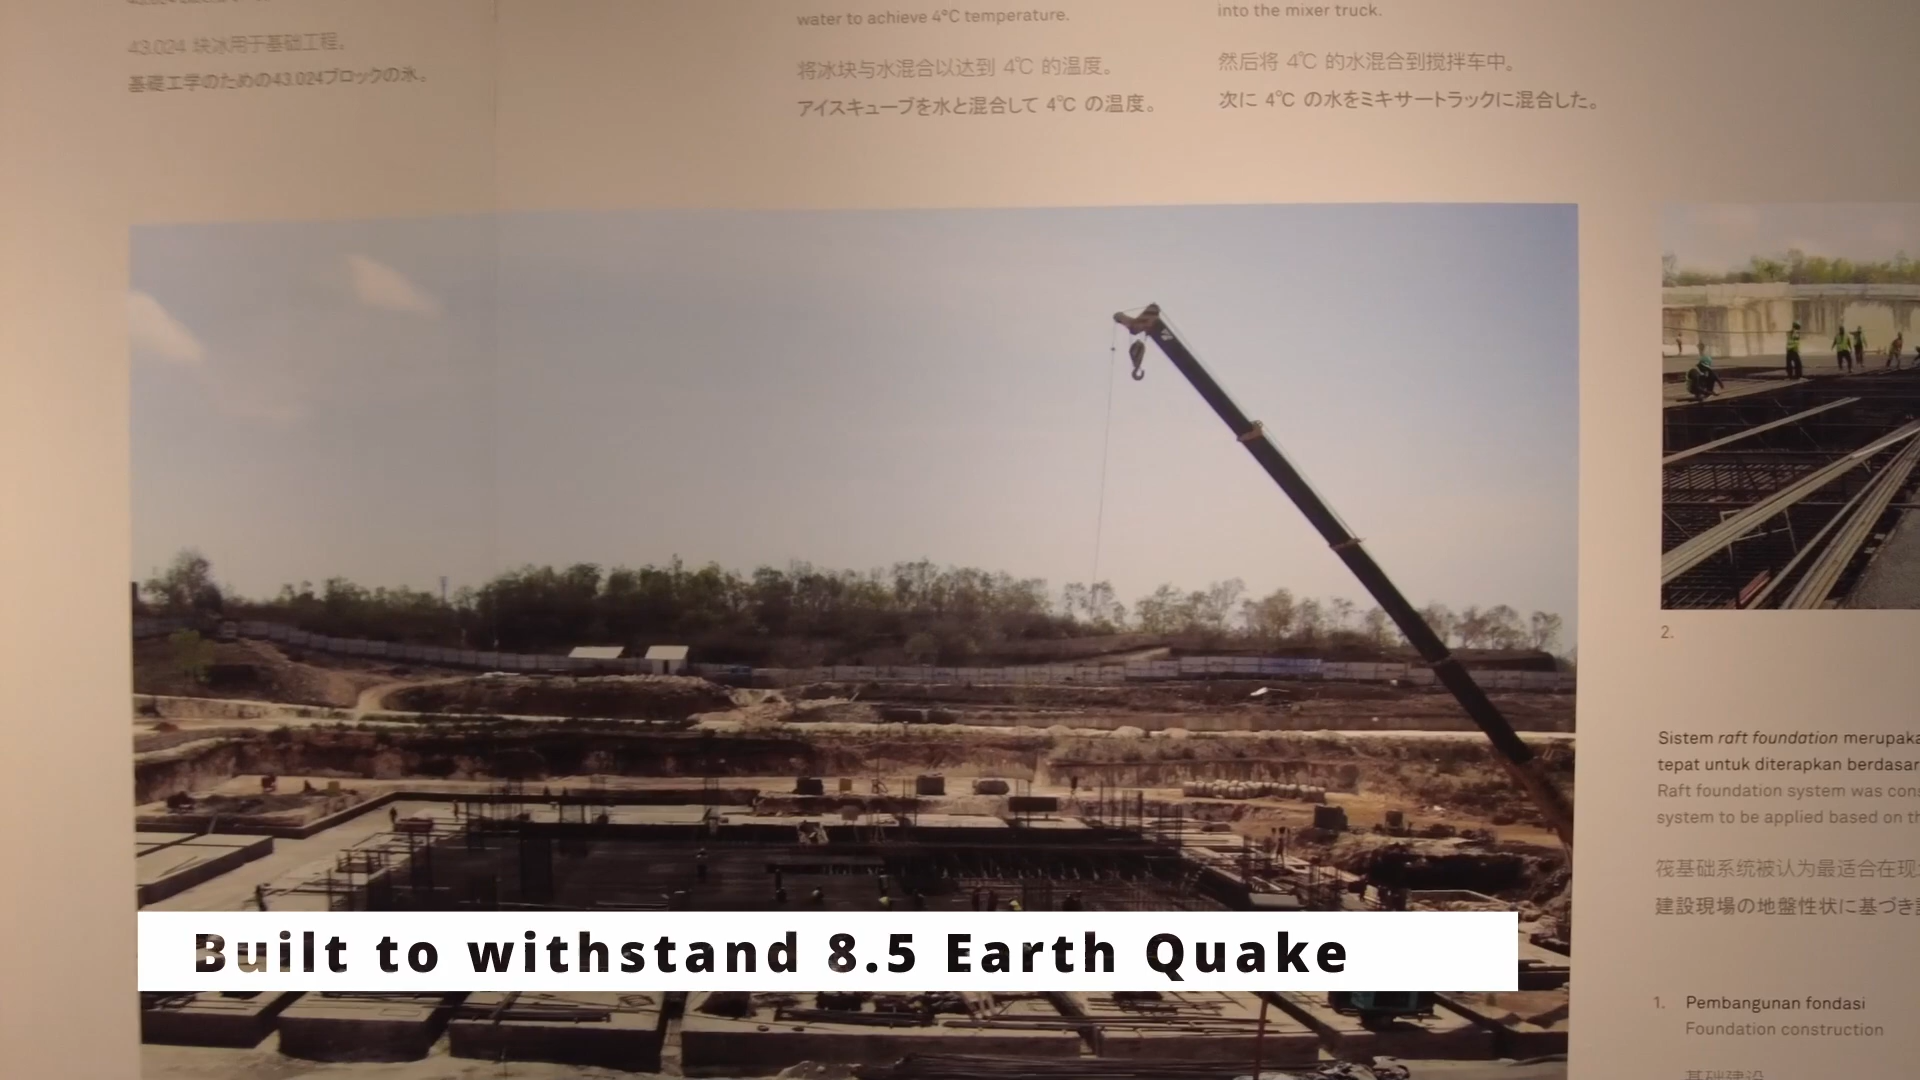 43.024 块冰用于基础工程。
基礎工学のための43.024ブロックの氷。
water to achieve 4°C temperature.
将冰块与水混合以达到 4℃ 的温度。
アイスキューブを水と混合して 4℃ の温度。
into the mixer truck.
然后将 4℃ 的水混合到搅拌车中。
次に 4℃ の水をミキサートラックに混合した。
2.
Sistem raft foundation merupaka
tepat untuk diterapkan berdasar
Raft foundation system was cons
system to be applied based on th
筏基础系统被认为最适合在现
建設現場の地盤性状に基づき
1. Pembangunan fondasi
Foundation construction
基础建设
Built to withstand 8.5 Earth Quake